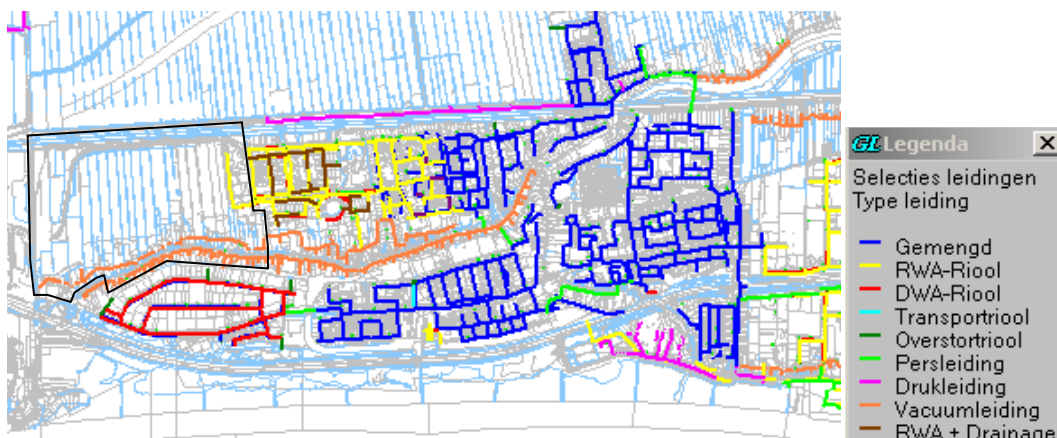 GL Legenda
Selecties leidingen
Type leiding
Gemengd
RWA-Riool
DWA-Riool
Transportriool
Overstortriool
Persleiding
Drukleiding
Vacuumleiding
RWA + Drainage